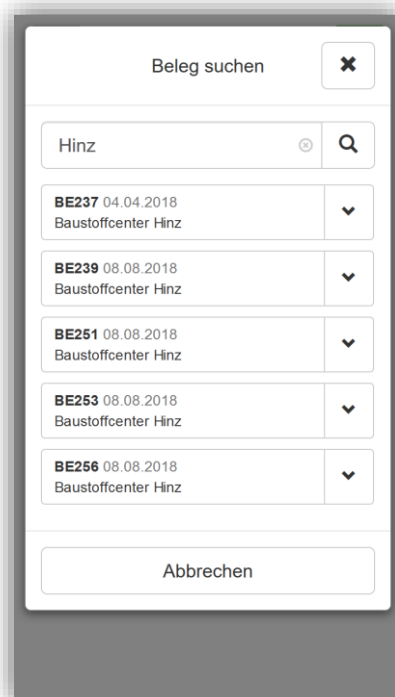 Beleg suchen
Hinz
BE237 04.04.2018
Baustoffcenter Hinz
BE239 08.08.2018
Baustoffcenter Hinz
BE251 08.08.2018
Baustoffcenter Hinz
BE253 08.08.2018
Baustoffcenter Hinz
BE256 08.08.2018
Baustoffcenter Hinz
Abbrechen